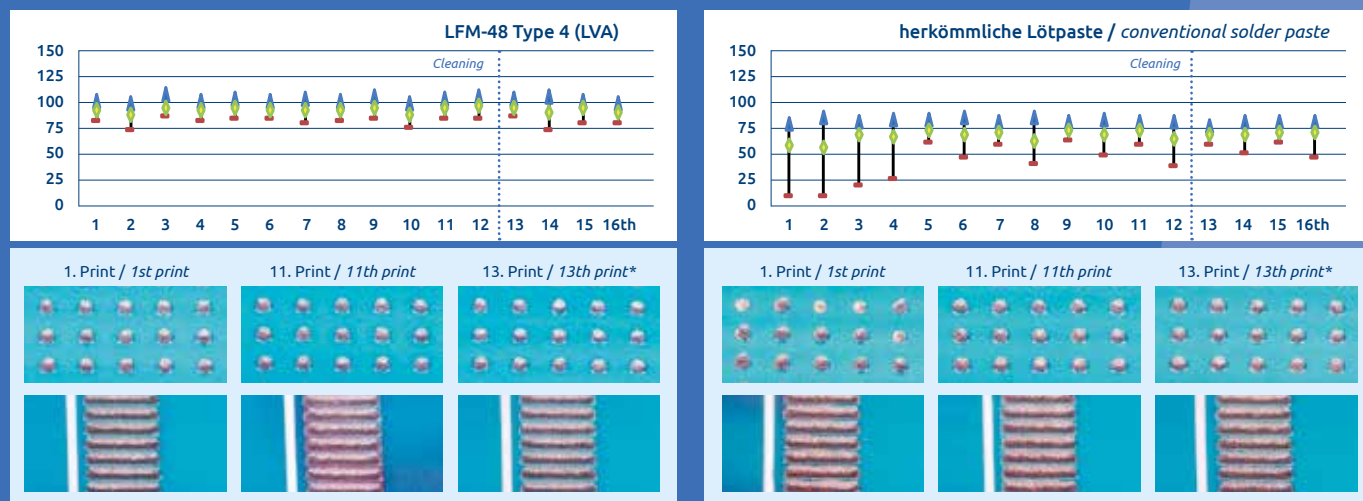 LFM-48 Type 4 (LVA)
150
125
100
75
50
25
0
Cleaning
1 2 3 4 5 6 7 8 9 10 11 12 13 14 15 16th
1. Print / 1st print
11. Print / 11th print
13. Print / 13th print*
herkömmliche Lötpaste / conventional solder paste
150
125
100
75
50
25
0
Cleaning
1 2 3 4 5 6 7 8 9 10 11 12 13 14 15 16th
1. Print / 1st print
11. Print / 11th print
13. Print / 13th print*